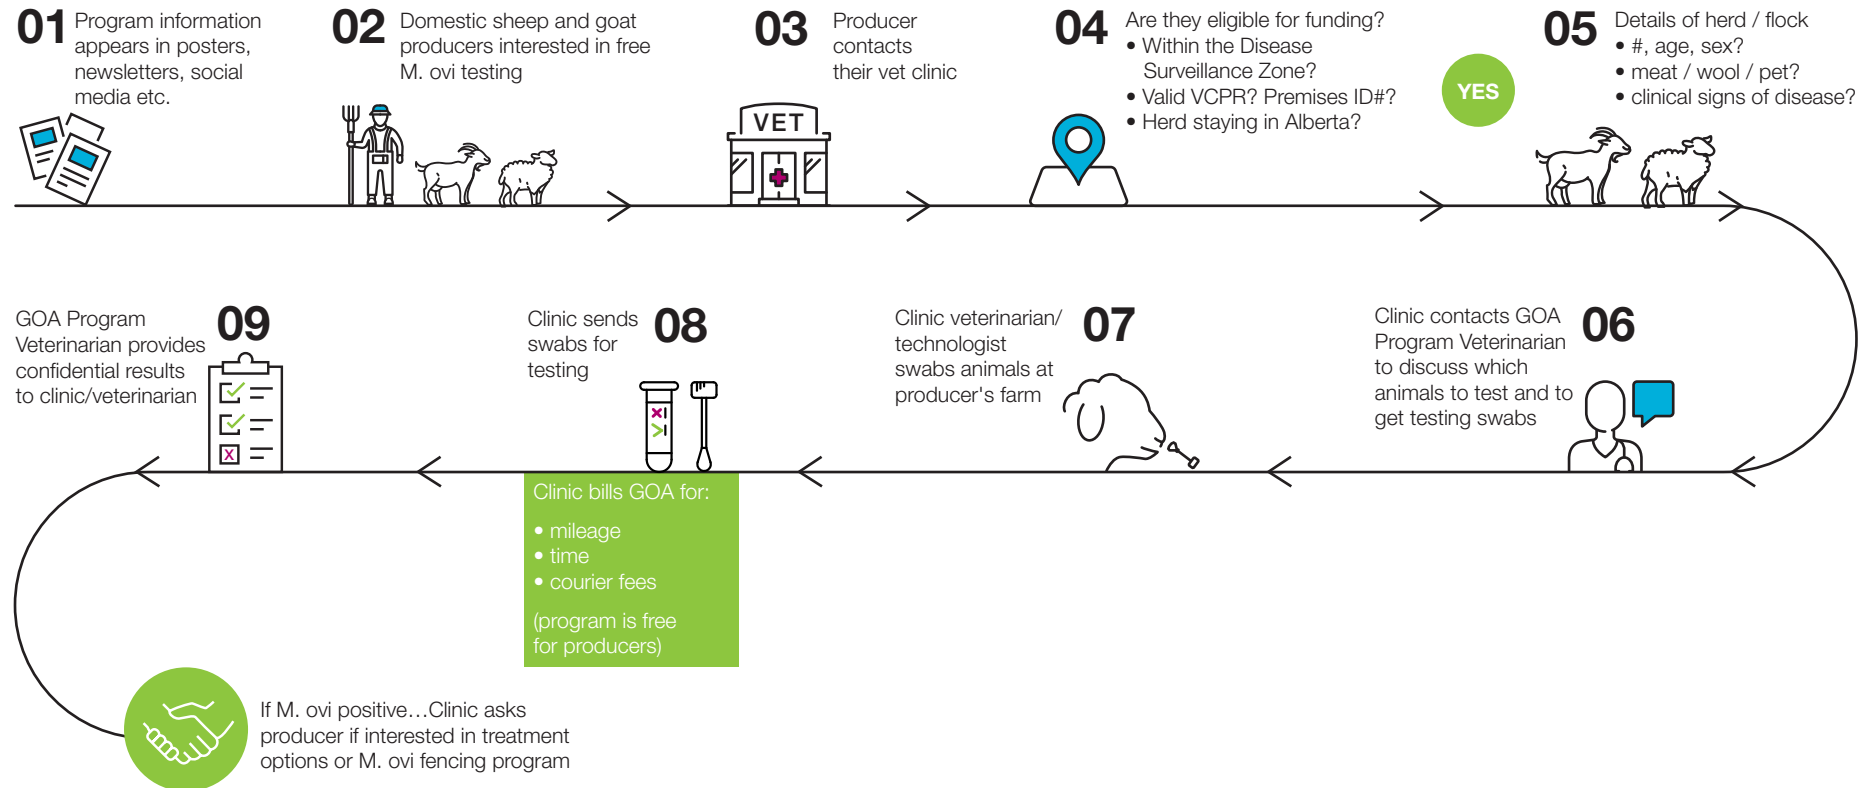 01
Program information
appears in posters,
newsletters, social
media etc.
02
Domestic sheep and goat
producers interested in free
M. ovi testing
03
Producer
contacts
their vet clinic
VET
04
Are they eligible for funding?
• Within the Disease
Surveillance Zone?
• Valid VCPR? Premises ID#?
• Herd staying in Alberta?
YES
05
Details of herd / flock
• #, age, sex?
• meat / wool / pet?
• clinical signs of disease?
06
Clinic contacts GOA
Program Veterinarian
to discuss which
animals to test and to
get testing swabs
07
Clinic veterinarian/
technologist
swabs animals at
producer's farm
08
Clinic sends
swabs for
testing
Clinic bills GOA for:
• mileage
• time
• courier fees
(program is free
for producers)
09
GOA Program
Veterinarian provides
confidential results
to clinic/veterinarian
If M. ovi positive…Clinic asks
producer if interested in treatment
options or M. ovi fencing program